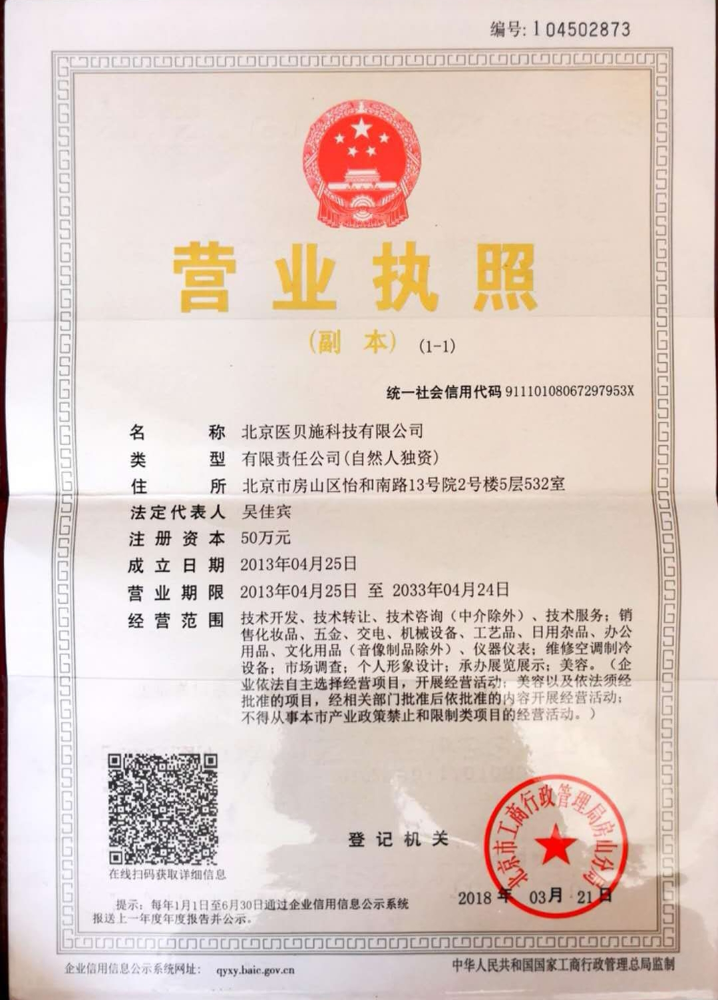 编号: 104502873
营业执照
(副 本) (1-1)
统一社会信用代码 91110108067297953X
名 称 北京医贝施科技有限公司
类 型 有限责任公司(自然人独资)
住 所 北京市房山区怡和南路13号院2号楼5层532室
法定代表人 吴佳宾
注册资本 50万元
成立日期 2013年04月25日
营业期限 2013年04月25日 至 2033年04月24日
经营范围 技术开发、技术转让、技术咨询（中介除外）、技术服务；销
售化妆品、五金、交电、机械设备、工艺品、日用杂品、办公
用品、文化用品（音像制品除外）、仪器仪表；维修空调制冷
设备；市场调查；个人形象设计；承办展览展示；美容。（企
业依法自主选择经营项目，开展经营活动；美容以及依法须经
批准的项目，经相关部门批准后依批准的内容开展经营活动；
不得从事本市产业政策禁止和限制类项目的经营活动。）
在线扫码获取详细信息
登记机关
北京市工商行政管理局房山分局
2018年 03月 21日
提示：每年1月1日至6月30日通过企业信用信息公示系统
报送上一年度年度报告并公示。
企业信用信息公示系统网址： qyxy.baic.gov.cn
中华人民共和国国家工商行政管理总局监制